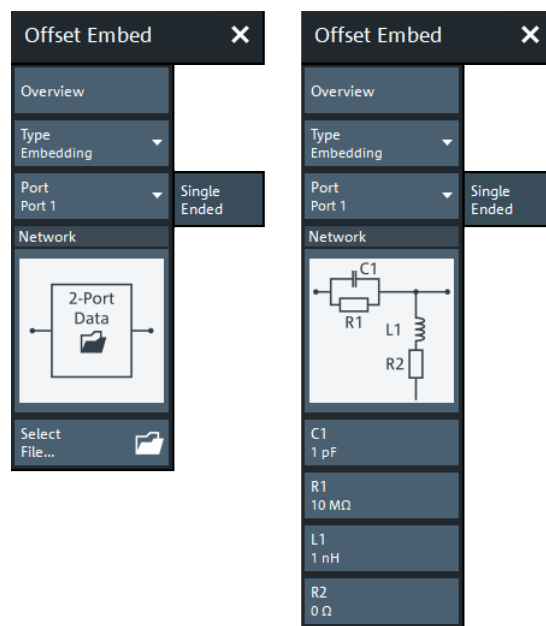 Offset Embed
Overview
Type
Embedding
Port
Port 1
Single
Ended
Network
2-Port
Data
Select
File...
Offset Embed
Overview
Type
Embedding
Port
Port 1
Single
Ended
Network
C1
R1
L1
R2
C1
1 pF
R1
10 MΩ
L1
1 nH
R2
0 Ω